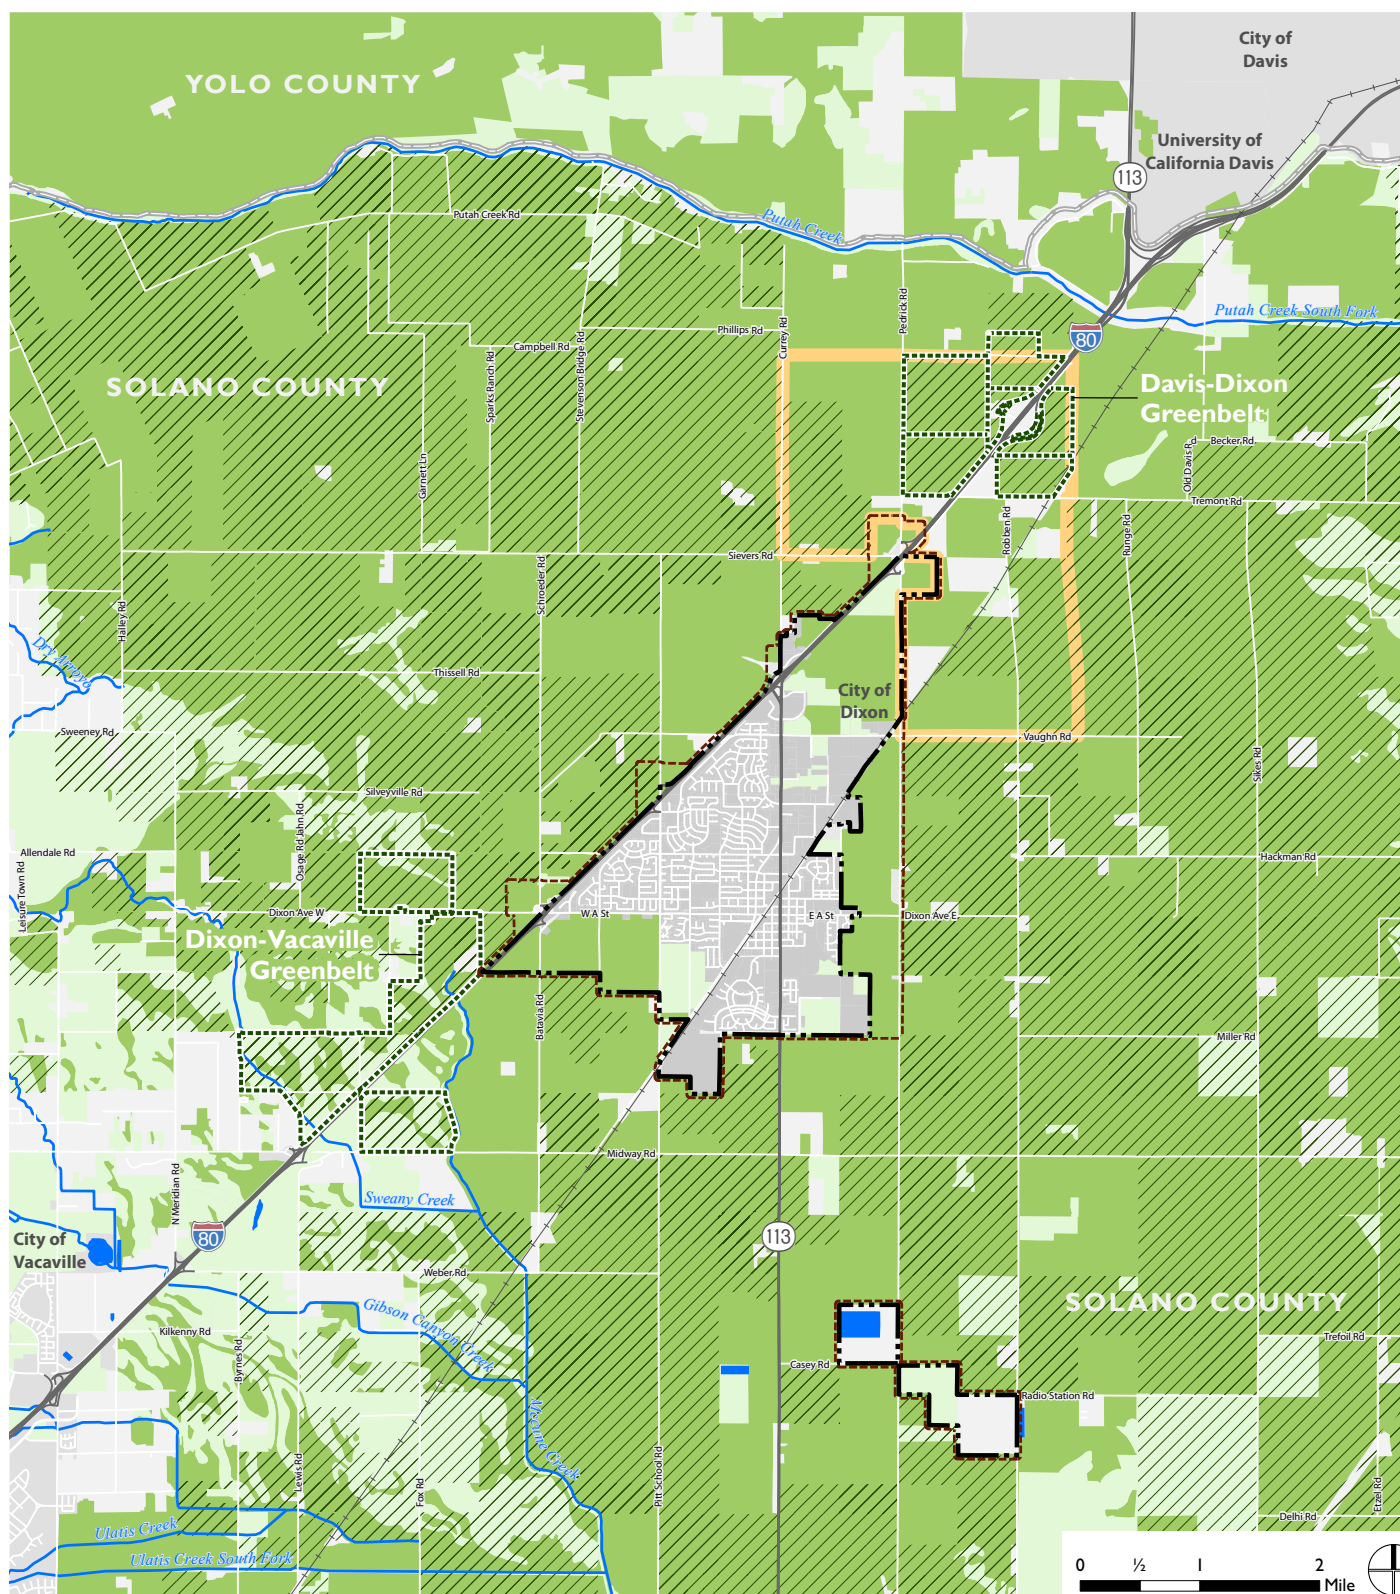 City of
Davis
YOLO COUNTY
University of
California Davis
113
Putah Creek Rd
Putah Creek
Pedrick Rd
Putah Creek South Fork
Phillips Rd
Currey Rd
80
Campbell Rd
Stevenson Bridge Rd
Sparks Ranch Rd
SOLANO COUNTY
Davis-Dixon
Greenbelt
Becker Rd
Old Davis Rd
d
Garnett Ln
Tremont Rd
Robben Rd
Runge Rd
Sievers Rd
Schroeder Rd
Halley Rd
Dry Arroyo
Thissell Rd
City of
Dixon
Sweeney Rd
Vaughn Rd
Sikes Rd
Silveyville Rd
Osage Rd
Jahn Rd
Allendale Rd
Leisure Town Rd
Hackman Rd
Dixon Ave W
W A St
E A St
Dixon Ave E
Dixon-Vacaville
Greenbelt
Batavia Rd
Miller Rd
Midway Rd
N Meridian Rd
Sweany Creek
City of
Vacaville
80
113
Weber Rd
Gibson Canyon Creek
SOLANO COUNTY
Kilkenny Rd
Byrnes Rd
Trefoil Rd
Casey Rd
Radio Station Rd
McCune Creek
Lewis Rd
Fox Rd
Pitt School Rd
Etzel Rd
Delhi Rd
Ulatis Creek
Ulatis Creek South Fork
0 ½ 1 2
Mile